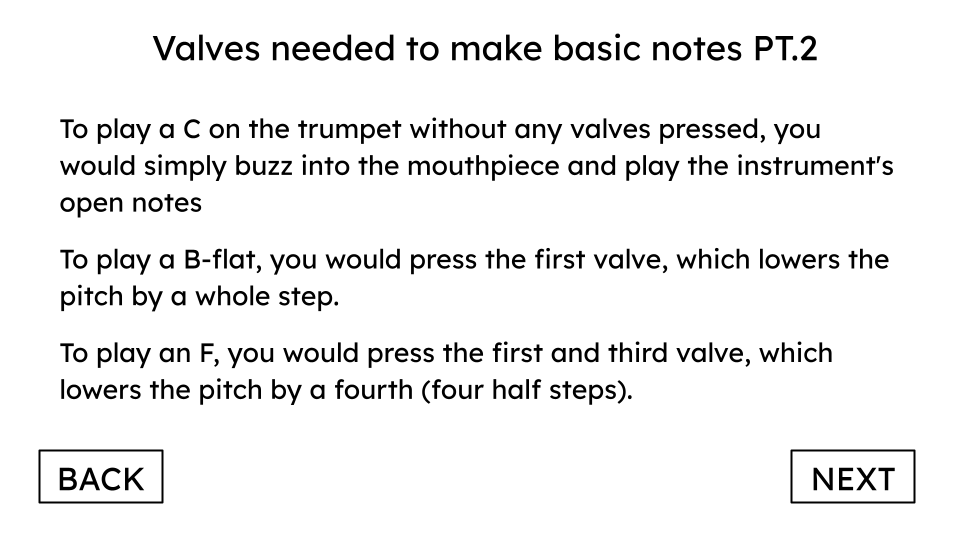 Valves needed to make basic notes PT.2
To play a C on the trumpet without any valves pressed, you
would simply buzz into the mouthpiece and play the instrument's
open notes
To play a B-flat, you would press the first valve, which lowers the
pitch by a whole step.
To play an F, you would press the first and third valve, which
lowers the pitch by a fourth (four half steps).
BACK
NEXT